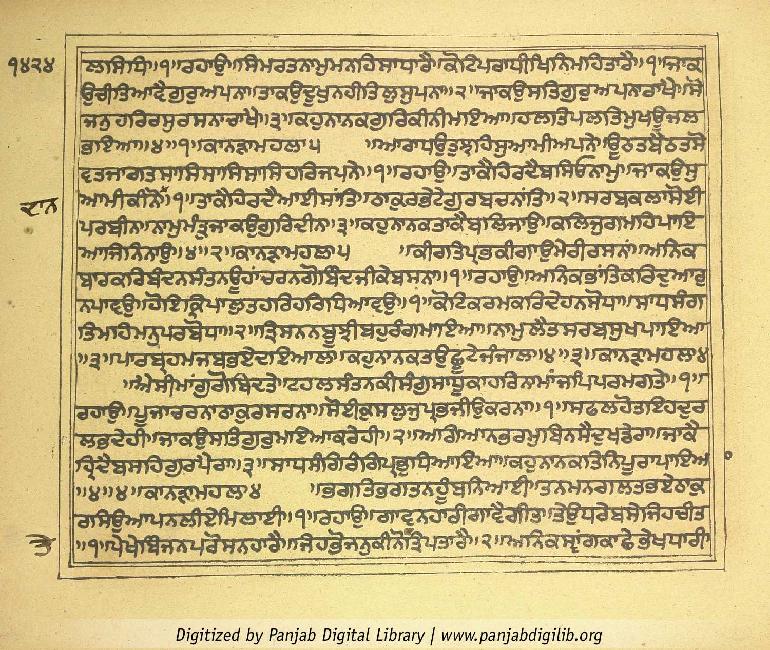 ੧੪੨੪
ਲਾਸਿਧਿ॥੧॥ਰਹਾਉ॥ਸਿਮਰਤਨਾਮੁਮਨਹਿਸਾਧਾਰੈ॥ਕੋਟਿਪਰਾਧੀਖਿਨਮਹਿਤਾਰੈ॥੧॥ਜਾਕ
ਉਚੀਤਿਆਵੈਗੁਰੁਅਪਨਾ॥ਤਾਕਉਦੂਖੁਨਹੀਤਿਲੁਸੁਪਨਾ॥੨॥ਜਾਕਉਸਤਿਗੁਰੁਅਪਨਾਰਾਖੈ॥ਸੋ
ਜਨੁਹਰਿਰਸੁਰਸਨਾਚਾਖੈ॥੩॥ਕਹੁਨਾਨਕਗੁਰਿਕੀਨੀਮਇਆ॥ਹਲਤਿਪਲਤਿਮੁਖਊਜਲ
ਭਇਆ॥੪॥੧॥ਕਾਨੜਾਮਹਲਾ੫ ॥ਆਰਾਧਉਤੁਝਹਿਸੁਆਮੀਅਪਨੇ॥ਊਠਤਬੈਠਤਸੋ
ਵਤਜਾਗਤਸਾਸਿਸਾਸਿਸਾਸਿਹਰਿਜਪਨੇ॥੧॥ਰਹਾਉ॥ਤਾਕੈਹਿਰਦੈਬਸਿਓਨਾਮੁ॥ਜਾਕਉਸੁ
ਆਮੀਕੀਨੋ॥੧॥ਤਾਕੈਹਿਰਦੈਆਈਸਾਂਤਿ॥ਠਾਕੁਰਭੇਟੇਗੁਰਬਚਨਾਂਤਿ॥੨॥ਸਰਬਕਲਾਸੋਈ
ਦਾਨ
ਪਰਬੀਨ॥ਨਾਮਮੰਤ੍ਰੁਜਾਕਉਗੁਰਿਦੀਨ॥੩॥ਕਹੁਨਾਨਕਤਾਕੈਬਲਿਜਾਉ॥ਕਲਿਜੁਗਮਹਿਪਾਇ
ਆਜਿਨਿਨਾਉ॥੪॥੨॥ਕਾਨੜਾਮਹਲਾ੫ ॥ਕੀਰਤਿਪ੍ਰਭਕੀਗਾਉਮੇਰੀਰਸਨਾਂ॥ਅਨਿਕ
ਬਾਰਕਰਿਬੰਦਨਸੰਤਨਊਹਾਂਚਰਨਗੋਬਿੰਦਜੀਕੇਬਸਨਾ॥੧॥ਰਹਾਉ॥ਅਨਿਕਭਾਂਤਿਕਰਿਦੁਆਰੁ
ਨਪਾਵਉ॥ਹੋਇਕ੍ਰਿਪਾਲੁਤਹਰਿਹਰਿਧਿਆਵਉ॥੧॥ਕੋਟਿਕਰਮਕਰਿਦੇਹਨਸੋਧਾ॥ਸਾਧਸੰਗ
ਤਿਮਹਿਮਨੁਪਰਬੋਧਾ॥੨॥ਤ੍ਰਿਸਨਨਬੂਝੀਬਹੁਰੰਗਮਾਇਆ॥ਨਾਮੁਲੈਤਸਰਬਸੁਖਪਾਇਆ
॥੩॥ਪਾਰਬ੍ਰਹਮਜਬਭਏਦਇਆਲ॥ਕਹੁਨਾਨਕਤਉਛੂਟੇਜੰਜਾਲ॥੪॥੩॥ਕਾਨੜਾਮਹਲਾ੪
॥ਐਸੀਮਾਂਗੁਗੋਬਿਦਤੇ॥ਟਹਲਸੰਤਨਕੀਸੰਗੁਸਾਧੂਕਾਹਰਿਨਾਮਾਂਜਪਿਪਰਮਗਤੇ॥੧॥
ਰਹਾਉ॥ਪੂਜਾਚਰਨਾਠਾਕੁਰਸਰਨਾ॥ਸੋਈਕੁਸਲੁਜੁਪ੍ਰਭਜੀਉਕਰਨਾ॥੧॥ਸਫਲਹੋਤਇਹਦੁਰ
ਲਭਦੇਹੀ॥ਜਾਕਉਸਤਿਗੁਰੁਮਇਆਕਰੇਹੀ॥੨॥ਅਗਿਆਨਭਰਮੁਬਿਨਸੈਦੁਖਡੇਰਾ॥ਜਾਕੈ
ਹ੍ਰਿਦੈਬਸਹਿਗੁਰਪੈਰਾ॥੩॥ਸਾਧਸੰਗਿਰੰਗਿਪ੍ਰਭੁਧਿਆਇਆ॥ਕਹੁਨਾਨਕਤਿਨਿਪੂਰਾਪਾਇਆ
॥੪॥੪॥ਕਾਨੜਾਮਹਲਾ੪ ॥ਭਗਤਿਭਗਤਨਹੂੰਬਨਿਆਈ॥ਤਨਮਨਗਲਤਭਏਠਾਕੁ
ਰਸਿਉਆਪਨਲੀਏਮਿਲਾਈ॥੧॥ਰਹਾਉ॥ਗਾਵਨਹਾਰੀਗਾਵੈਗੀਤ॥ਤੇਉਧਰੇਬਸੇਜਿਹਚੀਤ
॥੧॥ਪੇਖੇਬਿੰਜਨਪਰੋਸਨਹਾਰੈ॥ਜਿਹਭੋਜਨੁਕੀਨੋਤੇਤ੍ਰਿਪਤਾਰੈ॥੨॥ਅਨਿਕਸ੍ਵਾਂਗਕਾਛੇਭੇਖਧਾਰੀ
Digitized by Panjab Digital Library | www.panjabdigilib.org